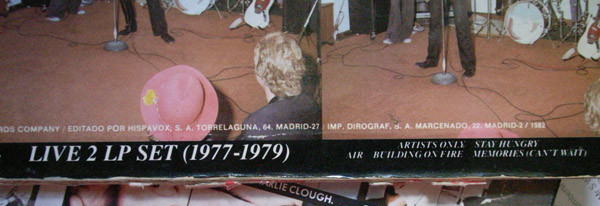 RDS COMPANY / EDITADO POR HISPAVOX, S. A. TORRELAGUNA, 64. MADRID-27 IMP. DIROGRAF, S. A. MARCENADO, 22. MADRID-2 / 1982
LIVE 2 LP SET (1977-1979)
ARTISTS ONLY STAY HUNGRY
AIR BUILDING ON FIRE MEMORIES (CAN'T WAIT)
RLIE CLOUGH.